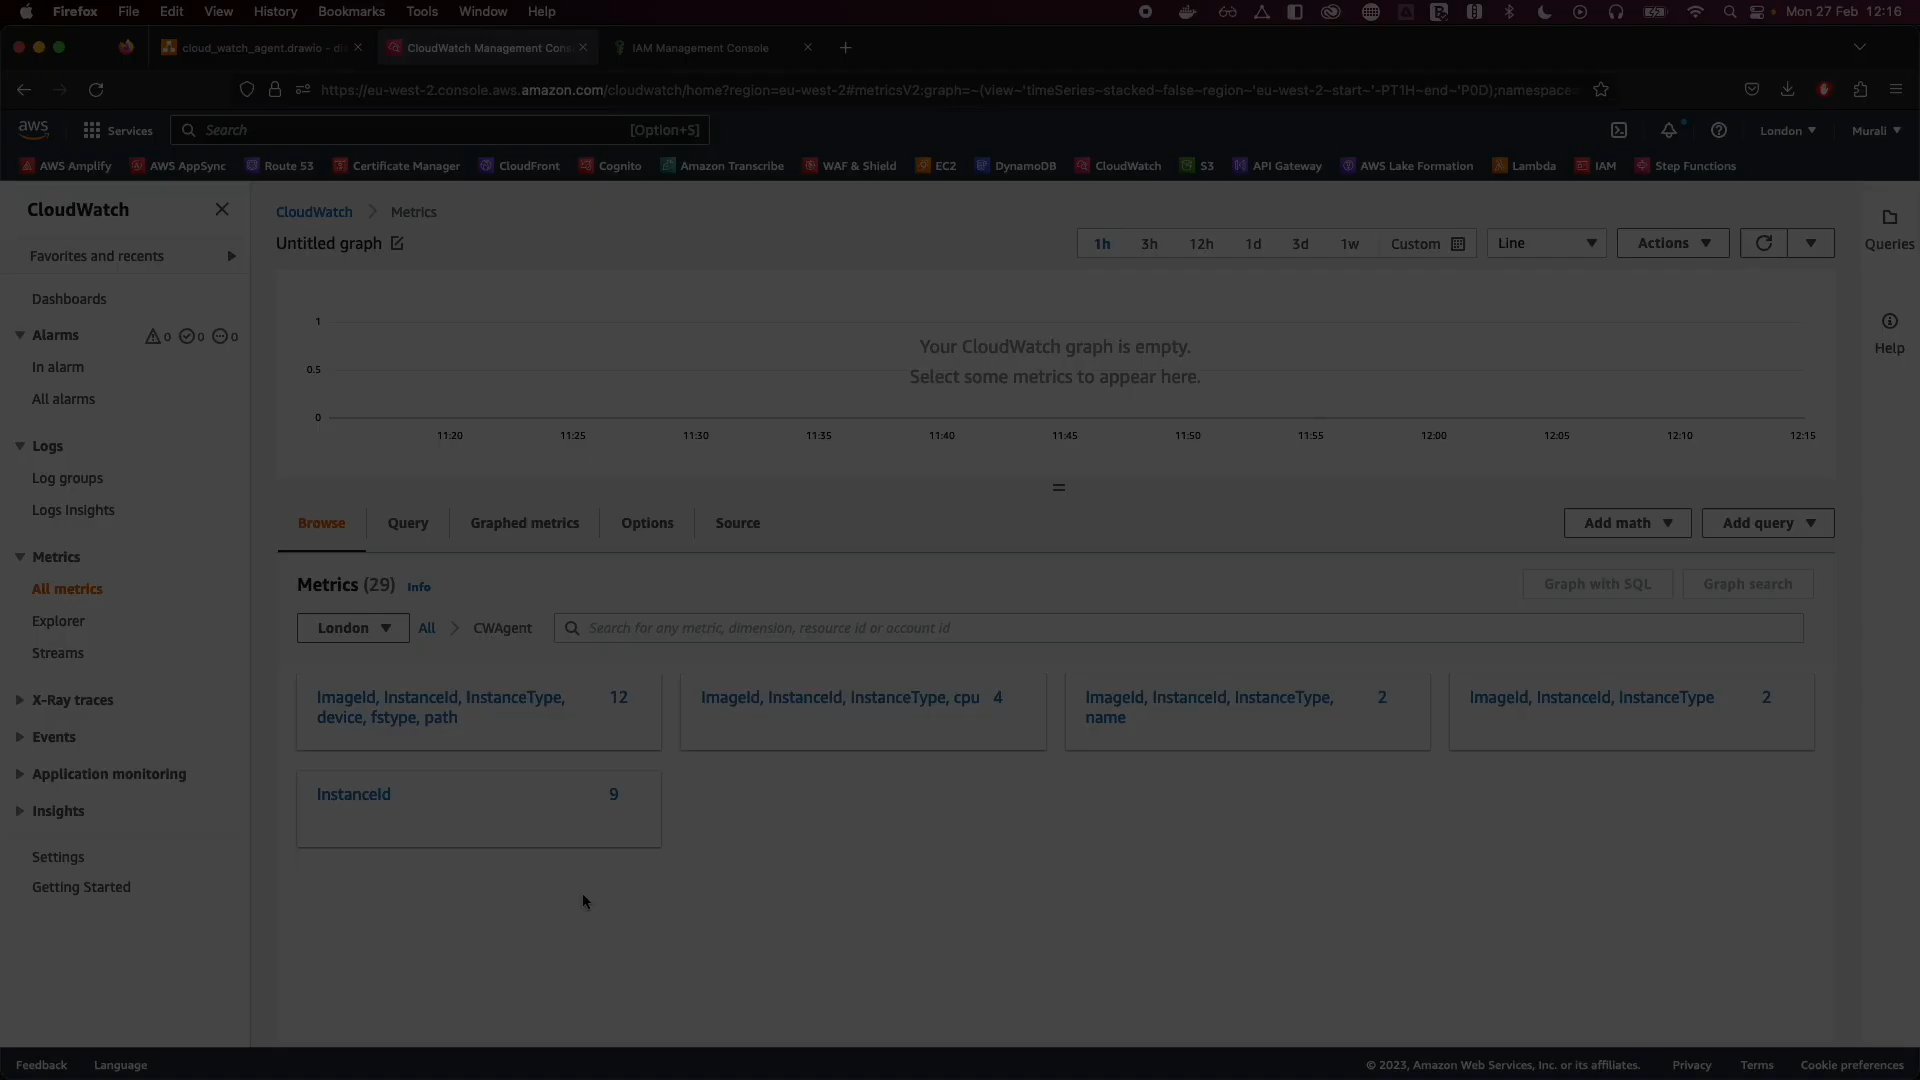 Firefox File Edit View History Bookmarks Tools Window Help Mon 27 Feb 12:16
cloud_watch_agent.drawio - di CloudWatch Management Cons IAM Management Console
https://eu-west-2.console.aws.amazon.com/cloudwatch/home?region=eu-west-2#metricsV2:graph=~(view~'timeSeries~stacked~false~region~'eu-west-2~start~'-PT1H~end~'P0D);namespace=
aws Services Search [Option+S] London Murali
AWS Amplify AWS AppSync Route 53 Certificate Manager CloudFront Cognito Amazon Transcribe WAF & Shield EC2 DynamoDB CloudWatch S3 API Gateway AWS Lake Formation Lambda IAM Step Functions
CloudWatch
Favorites and recents
Dashboards
Alarms 0 0 0
In alarm
All alarms
Logs
Log groups
Logs Insights
Metrics
All metrics
Explorer
Streams
X-Ray traces
Events
Application monitoring
Insights
Settings
Getting Started
CloudWatch Metrics
Untitled graph
1h 3h 12h 1d 3d 1w Custom Line Actions
Queries
Help
1
0.5
0
Your CloudWatch graph is empty.
Select some metrics to appear here.
11:20 11:25 11:30 11:35 11:40 11:45 11:50 11:55 12:00 12:05 12:10 12:15
Browse Query Graphed metrics Options Source Add math Add query
Metrics (29) Info Graph with SQL Graph search
London All CWAgent Search for any metric, dimension, resource id or account id
ImageId, InstanceId, InstanceType, device, fstype, path 12
ImageId, InstanceId, InstanceType, cpu 4
ImageId, InstanceId, InstanceType, name 2
ImageId, InstanceId, InstanceType 2
InstanceId 9
Feedback Language © 2023, Amazon Web Services, Inc. or its affiliates. Privacy Terms Cookie preferences